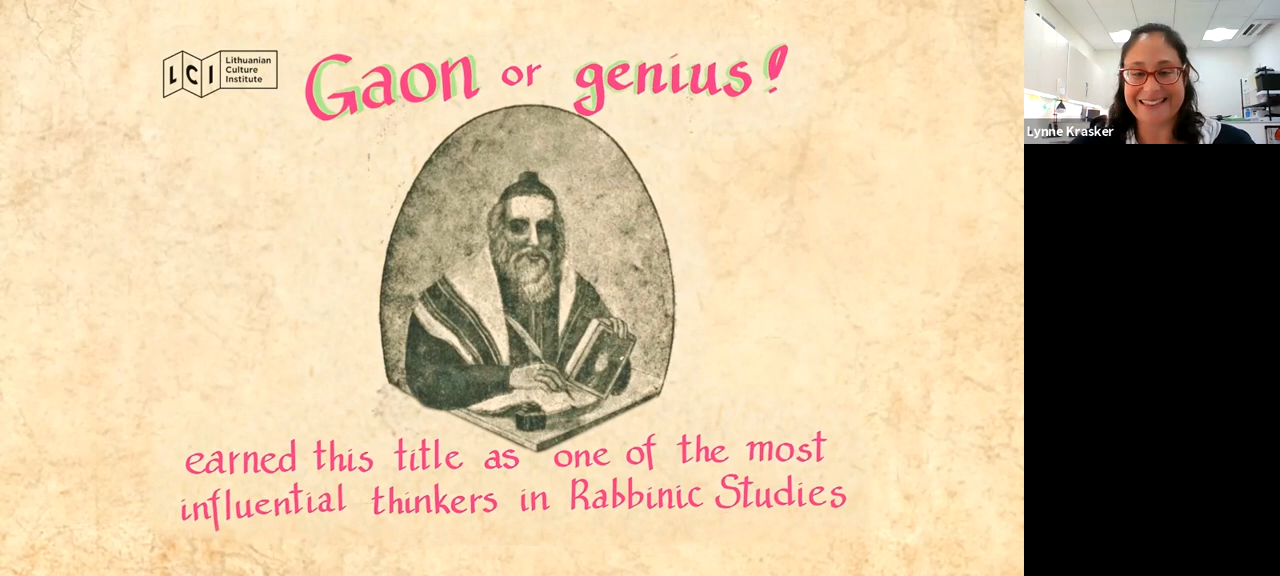 LCI
Lithuanian
Culture
Institute
Gaon or genius!
earned this title as one of the most
influential thinkers in Rabbinic Studies
Lynne Krasker